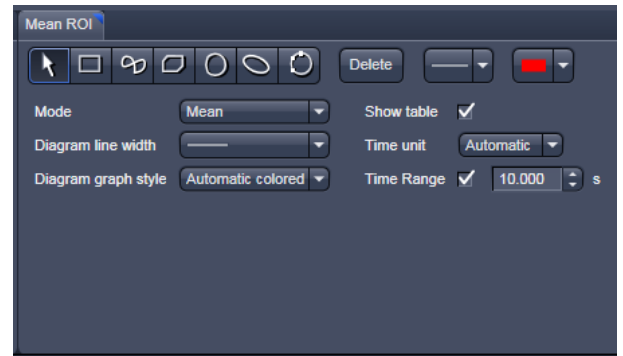 Mean ROI
Delete
Mode Mean Show table
Diagram line width Time unit Automatic
Diagram graph style Automatic colored Time Range 10.000 s